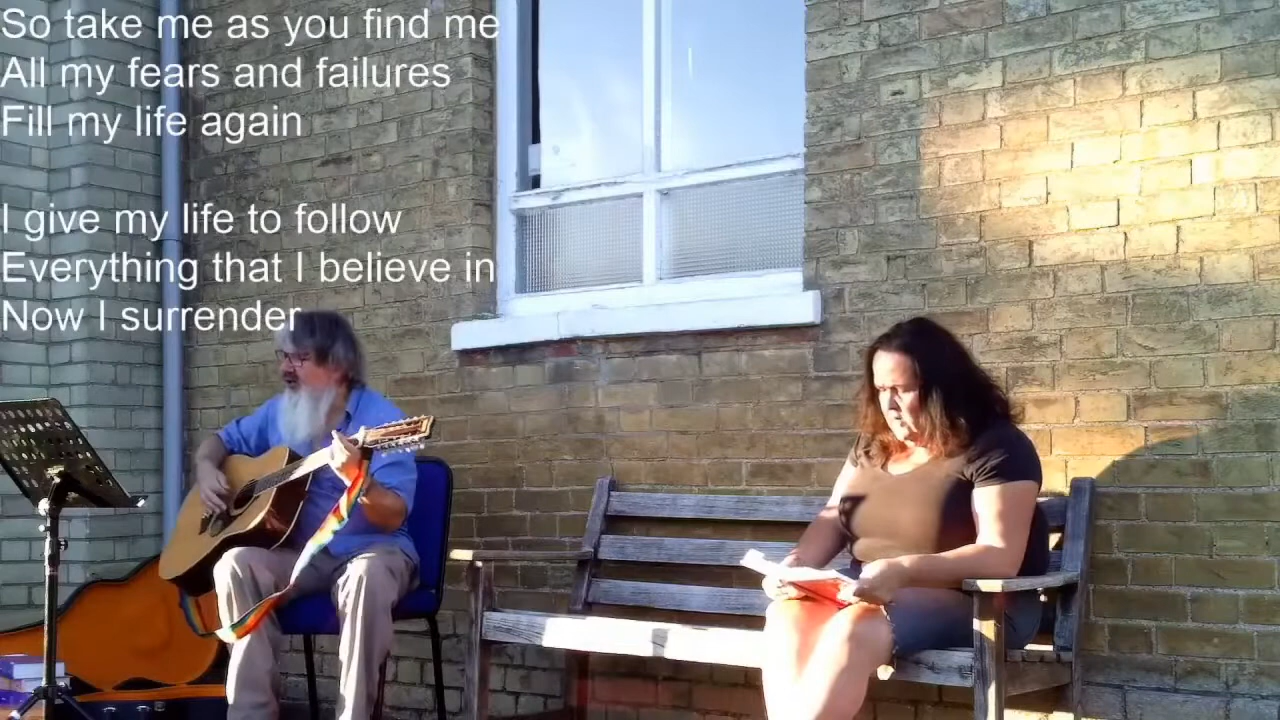 So take me as you find me
All my fears and failures
Fill my life again
I give my life to follow
Everything that I believe in
Now I surrender